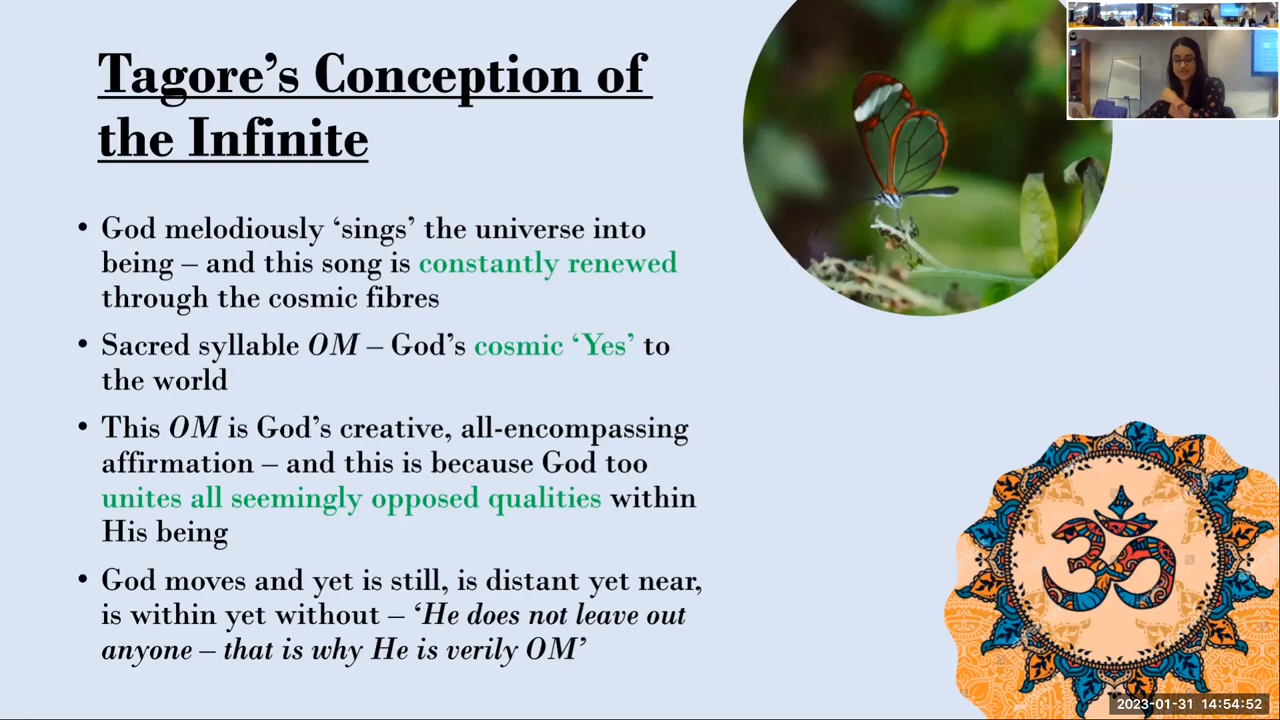 Tagore’s Conception of
the Infinite
• God melodiously ‘sings’ the universe into
being – and this song is constantly renewed
through the cosmic fibres
• Sacred syllable OM – God’s cosmic ‘Yes’ to
the world
• This OM is God’s creative, all-encompassing
affirmation – and this is because God too
unites all seemingly opposed qualities within
His being
• God moves and yet is still, is distant yet near,
is within yet without – ‘He does not leave out
anyone – that is why He is verily OM’
ॐ
2023-01-31 14:54:52